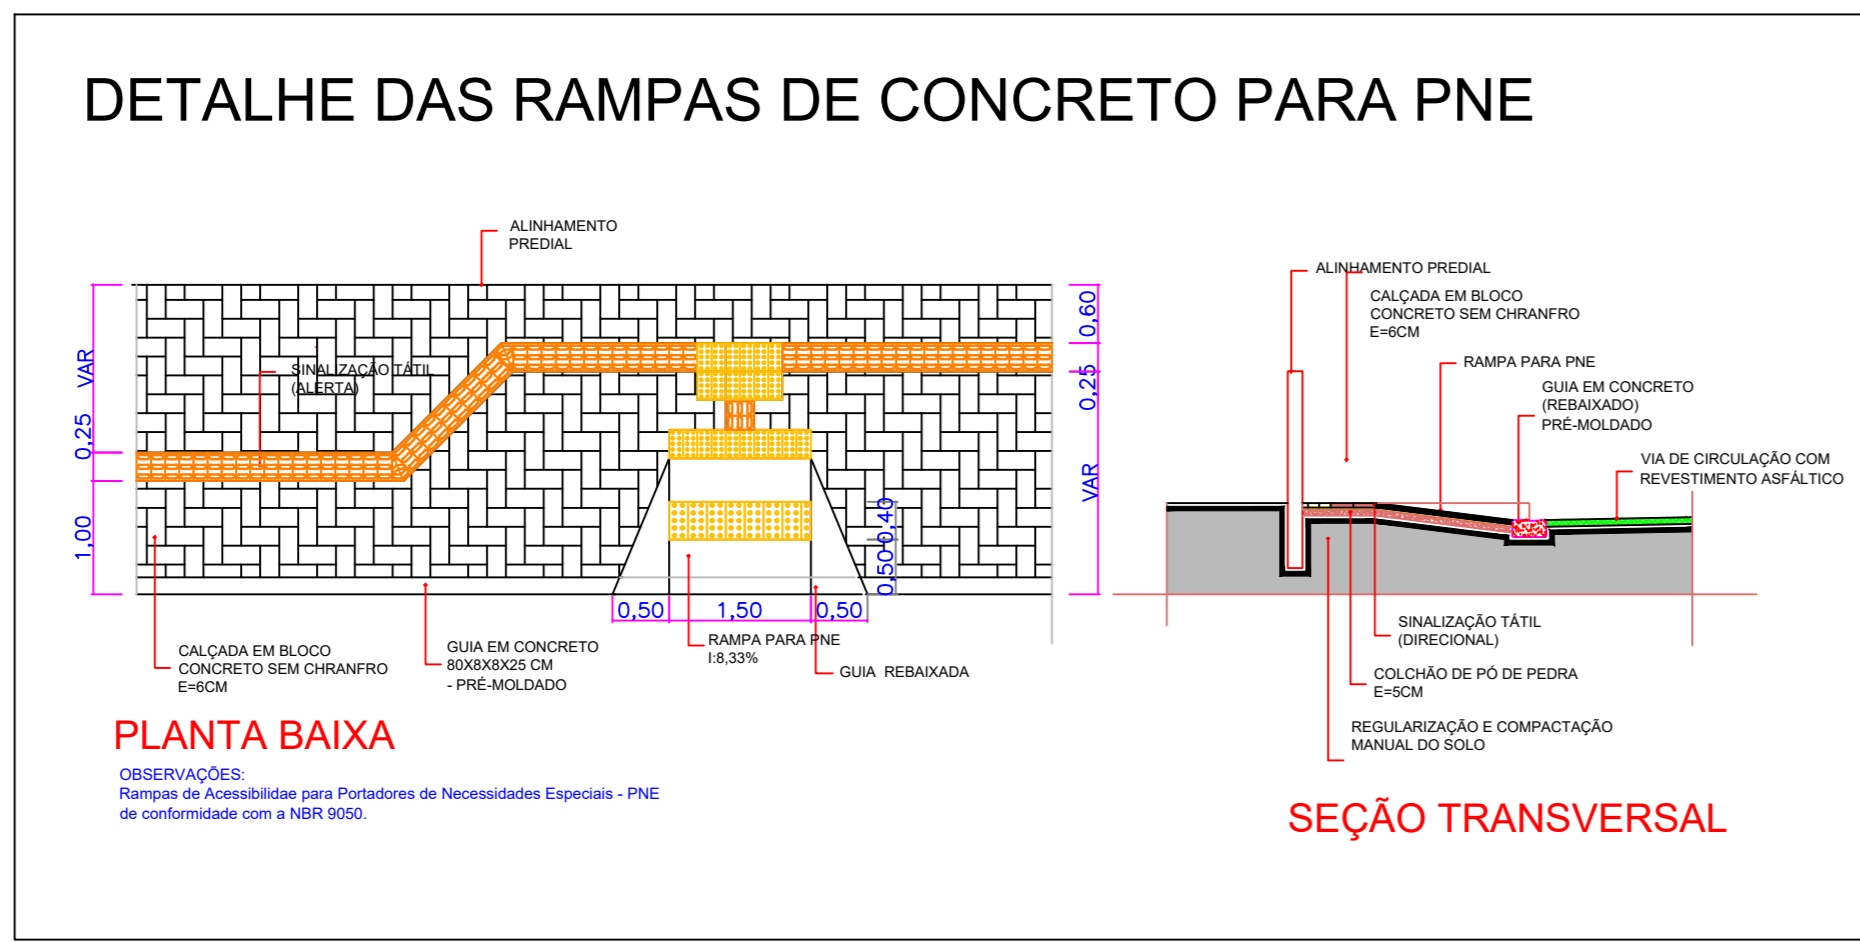 DETALHE DAS RAMPAS DE CONCRETO PARA PNE
ALINHAMENTO
PREDIAL
VAR
0,25
1,00
SINALIZAÇÃO TÁTIL
(ALERTA)
0,60
0,25
VAR
0,40
0,50
0,50
1,50
0,50
CALÇADA EM BLOCO
CONCRETO SEM CHRANFRO
E=6CM
GUIA EM CONCRETO
80X8X8X25 CM
- PRÉ-MOLDADO
RAMPA PARA PNE
I:8,33%
GUIA REBAIXADA
PLANTA BAIXA
OBSERVAÇÕES:
Rampas de Acessibilidae para Portadores de Necessidades Especiais - PNE
de conformidade com a NBR 9050.
ALINHAMENTO PREDIAL
CALÇADA EM BLOCO
CONCRETO SEM CHRANFRO
E=6CM
RAMPA PARA PNE
GUIA EM CONCRETO
(REBAIXADO)
PRÉ-MOLDADO
VIA DE CIRCULAÇÃO COM
REVESTIMENTO ASFÁLTICO
SINALIZAÇÃO TÁTIL
(DIRECIONAL)
COLCHÃO DE PÓ DE PEDRA
E=5CM
REGULARIZAÇÃO E COMPACTAÇÃO
MANUAL DO SOLO
SEÇÃO TRANSVERSAL